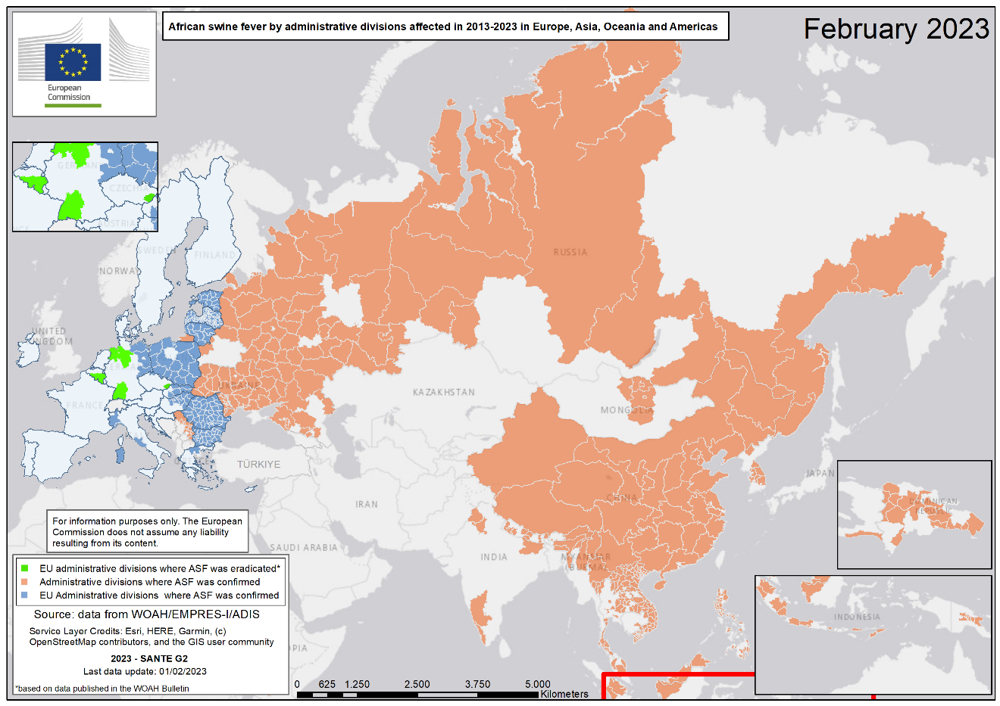 African swine fever by administrative divisions affected in 2013-2023 in Europe, Asia, Oceania and Americas
February 2023
European
Commission
GERMANY
CZECHIA
AUSTRIA
SWEDEN
FINLAND
NORWAY
RUSSIA
UNITED
KINGDOM
UKRAINE
KAZAKHSTAN
MONGOLIA
FRANCE
GREECE
TÜRKIYE
JAPAN
IRAN
CHINA
DOMINICAN
REPUBLIC
SAUDI ARABIA
INDIA
MYANMAR
(BURMA)
INDONESIA
For information purposes only. The European
Commission does not assume any liability
resulting from its content.
EU administrative divisions where ASF was eradicated*
Administrative divisions where ASF was confirmed
EU Administrative divisions where ASF was confirmed
Source: data from WOAH/EMPRES-I/ADIS
Service Layer Credits: Esri, HERE, Garmin, (c)
OpenStreetMap contributors, and the GIS user community
2023 - SANTE G2
Last data update: 01/02/2023
*based on data published in the WOAH Bulletin
OPIA
0 625 1.250 2.500 3.750 5.000
Kilometers